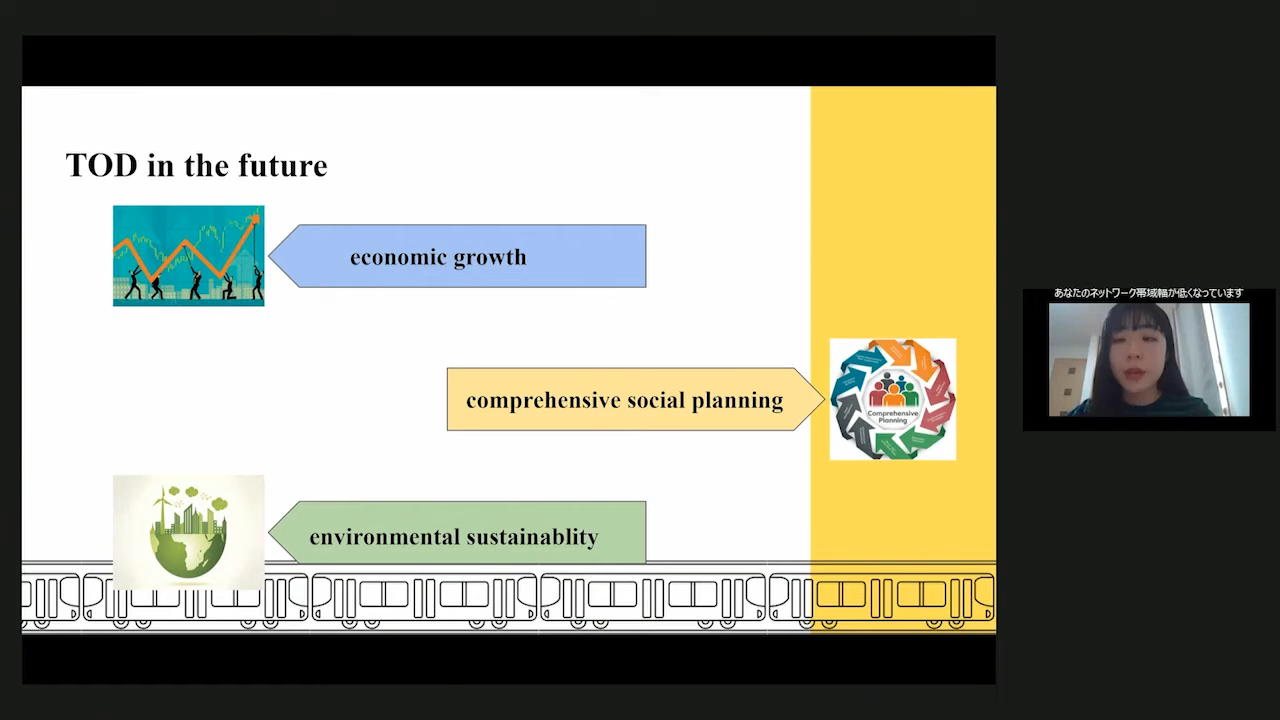 TOD in the future
economic growth
comprehensive social planning
Comprehensive
Planning
environmental sustainablity
あなたのネットワーク帯域幅が低くなっています